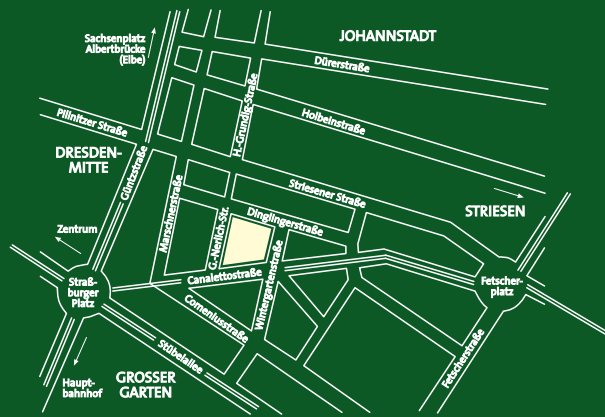 JOHANNSTADT
Sachsenplatz
Albertbrücke
(Elbe)
Dürerstraße
H.-Grundig-Straße
Holbeinstraße
Pillnitzer Straße
DRESDEN-
MITTE
Güntzstraße
Striesener Straße
Marschnerstraße
STRIESEN
G.-Nerlich-Str.
Dinglingerstraße
Zentrum
Wintergartenstraße
Canalettostraße
Straß-
burger
Platz
Fetscher-
platz
Comeniusstraße
Stübelallee
Fetscherstraße
Haupt-
bahnhof
GROSSER
GARTEN